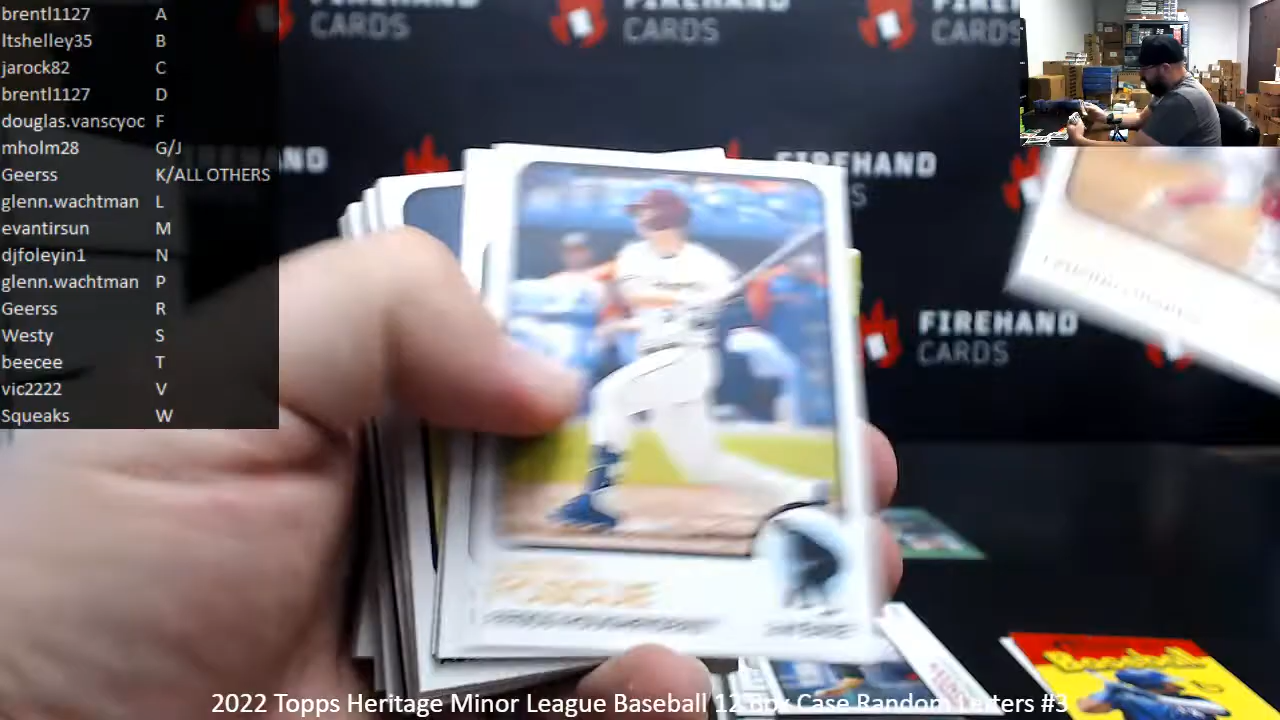 brentl1127 A
ltshelley35 B
jarock82 C
brentl1127 D
douglas.vanscyoc F
mholm28 G/J
Geerss K/ALL OTHERS
glenn.wachtman L
evantirsun M
djfoleyin1 N
glenn.wachtman P
Geerss R
Westy S
beecee T
vic2222 V
Squeaks W
FIREHAND
CARDS
FIREHAND
CARDS
CARDS
FIREHAND
FIREHAND
CARDS
2022 Topps Heritage Minor League Baseball 12 Box Case Random Letters #3